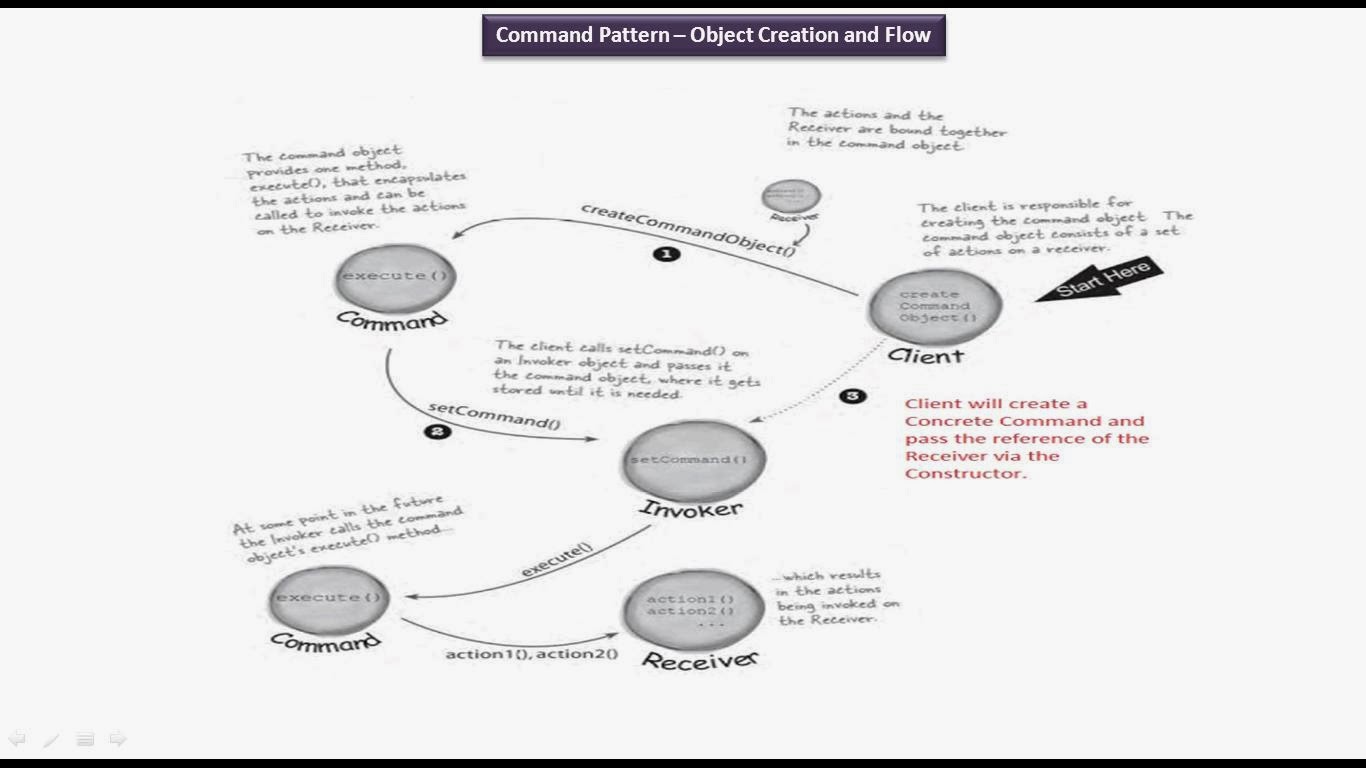 Command Pattern – Object Creation and Flow
The actions and the
Receiver are bound together
in the command object
The command object
provides one method,
execute(), that encapsulates
the actions and can be
called to invoke the actions
on the Receiver.
Receiver
The client is responsible for
creating the command object  The
command object consists of a set
of actions on a receiver.
createCommandObject()
1
Start Here
execute()
Command
create
Command
Object()
Client
The client calls setCommand() on
an Invoker object and passes it
the command object, where it gets
stored until it is needed.
3
Client will create a
Concrete Command and
pass the reference of the
Receiver via the
Constructor.
setCommand()
2
setCommand()
Invoker
At some point in the future
the Invoker calls the command
object's execute() method...
execute()
execute()
Command
action1(), action2()
action1()
action2()
...
Receiver
...which results
in the actions
being invoked on
the Receiver.